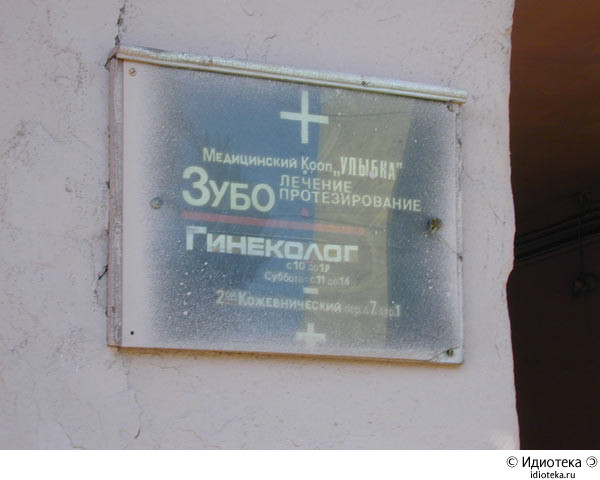 Медицинский Кооп. „УЛЫБКА"
ЗУБО ЛЕЧЕНИЕ
ПРОТЕЗИРОВАНИЕ
ГИНЕКОЛОГ
с 10 до 19
Суббота с 11 до 16
2ой Кожевнический пер. д 7 стр. 1
© Идиотека
idioteka.ru